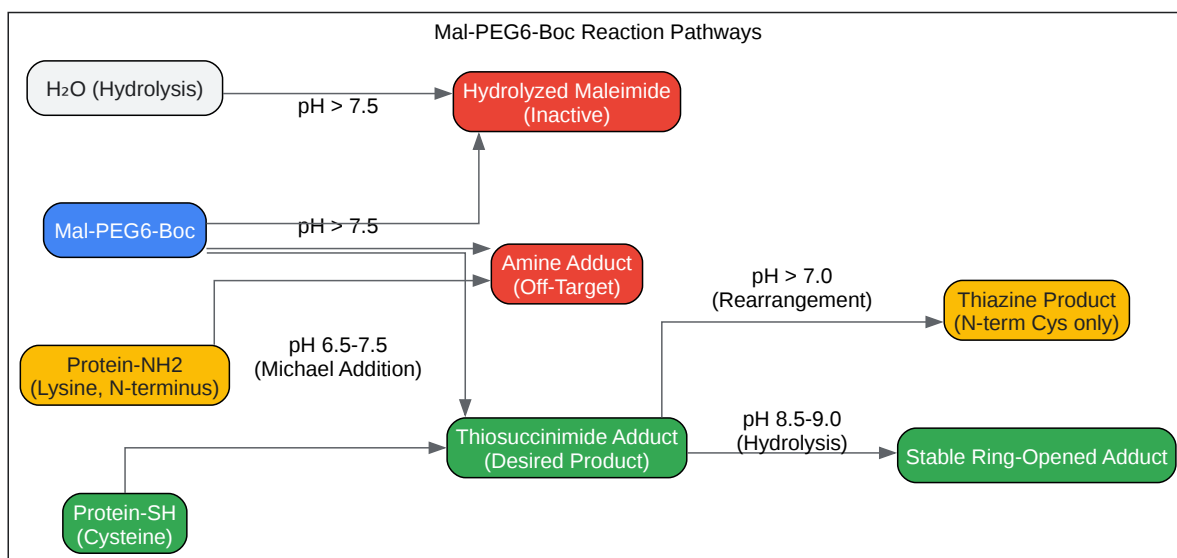 Mal-PEG6-Boc Reaction Pathways
H₂O (Hydrolysis)
pH > 7.5
Hydrolyzed Maleimide
(Inactive)
Mal-PEG6-Boc
pH > 7.5
Amine Adduct
(Off-Target)
pH > 7.0
(Rearrangement)
Thiazine Product
(N-term Cys only)
Protein-NH2
(Lysine, N-terminus)
pH 6.5-7.5
(Michael Addition)
Thiosuccinimide Adduct
(Desired Product)
pH 8.5-9.0
(Hydrolysis)
Stable Ring-Opened Adduct
Protein-SH
(Cysteine)